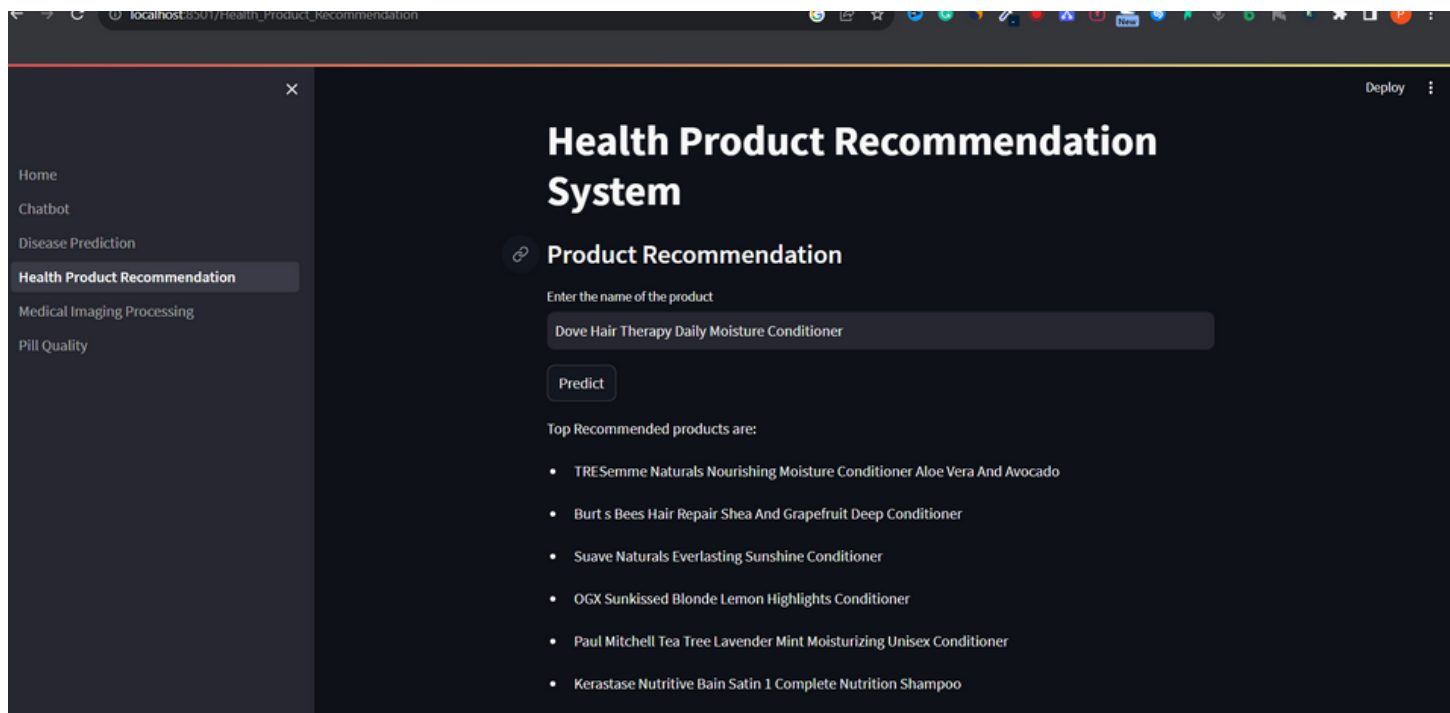 localhost:8501/Health_Product_Recommendation
New
P
Deploy
Home
Chatbot
Disease Prediction
Health Product Recommendation
Medical Imaging Processing
Pill Quality
Health Product Recommendation
System
Product Recommendation
Enter the name of the product
Dove Hair Therapy Daily Moisture Conditioner
Predict
Top Recommended products are:
• TRESemme Naturals Nourishing Moisture Conditioner Aloe Vera And Avocado
• Burt s Bees Hair Repair Shea And Grapefruit Deep Conditioner
• Suave Naturals Everlasting Sunshine Conditioner
• OGX Sunkissed Blonde Lemon Highlights Conditioner
• Paul Mitchell Tea Tree Lavender Mint Moisturizing Unisex Conditioner
• Kerastase Nutritive Bain Satin 1 Complete Nutrition Shampoo